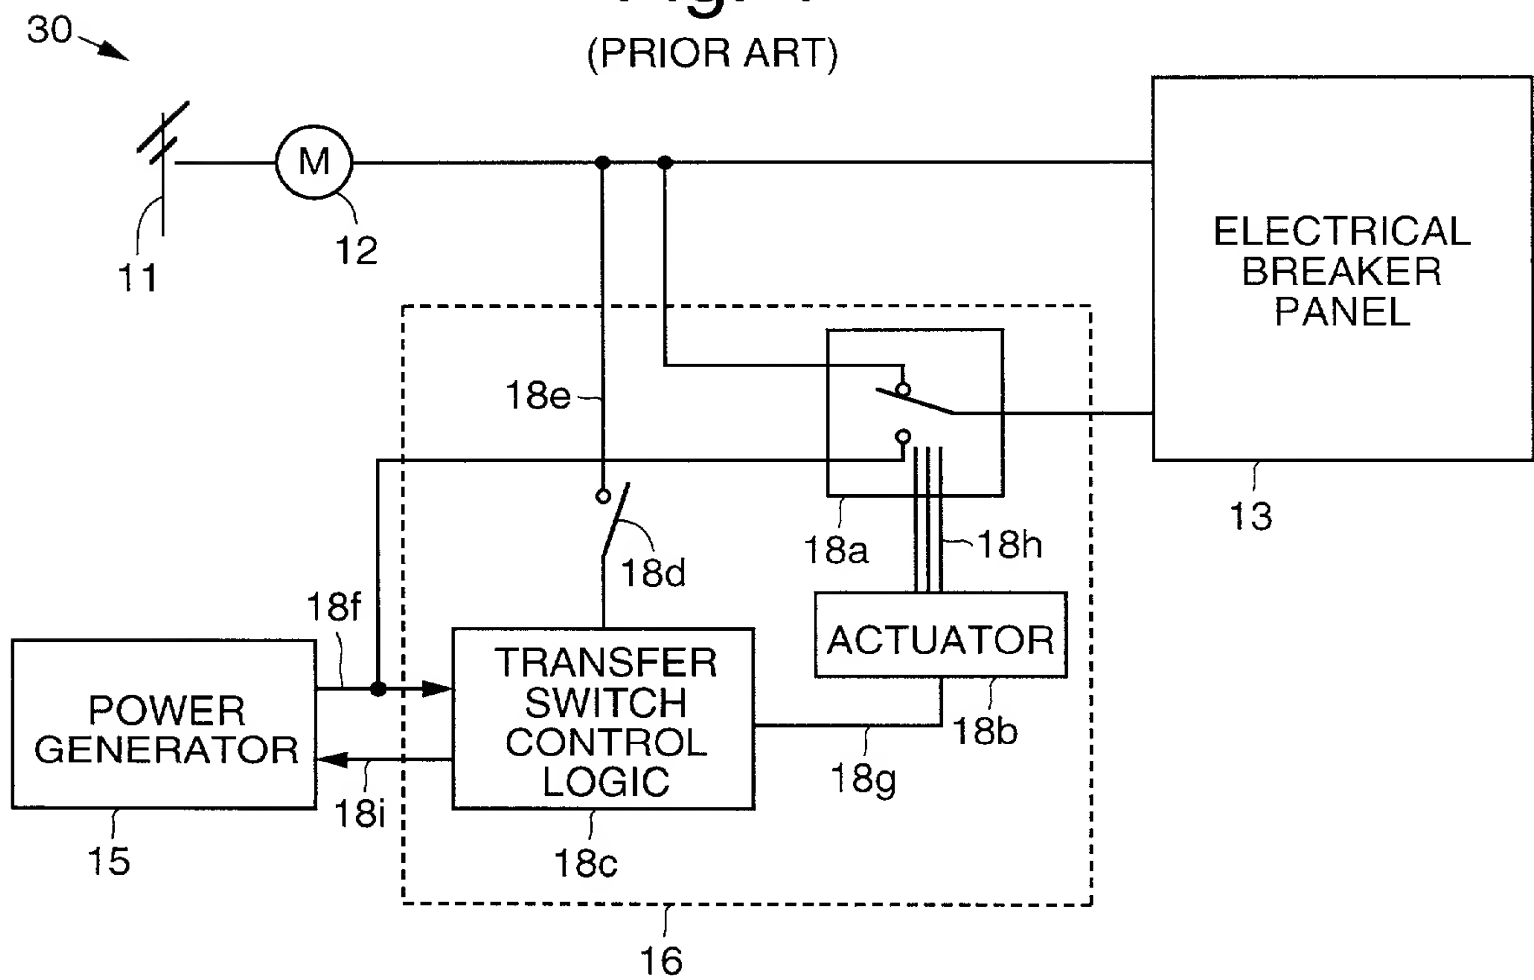 30
(PRIOR ART)
M
12
11
ELECTRICAL
BREAKER
PANEL
13
18e
18d
18a
18h
ACTUATOR
18b
18f
POWER
GENERATOR
15
18i
TRANSFER
SWITCH
CONTROL
LOGIC
18c
18g
16